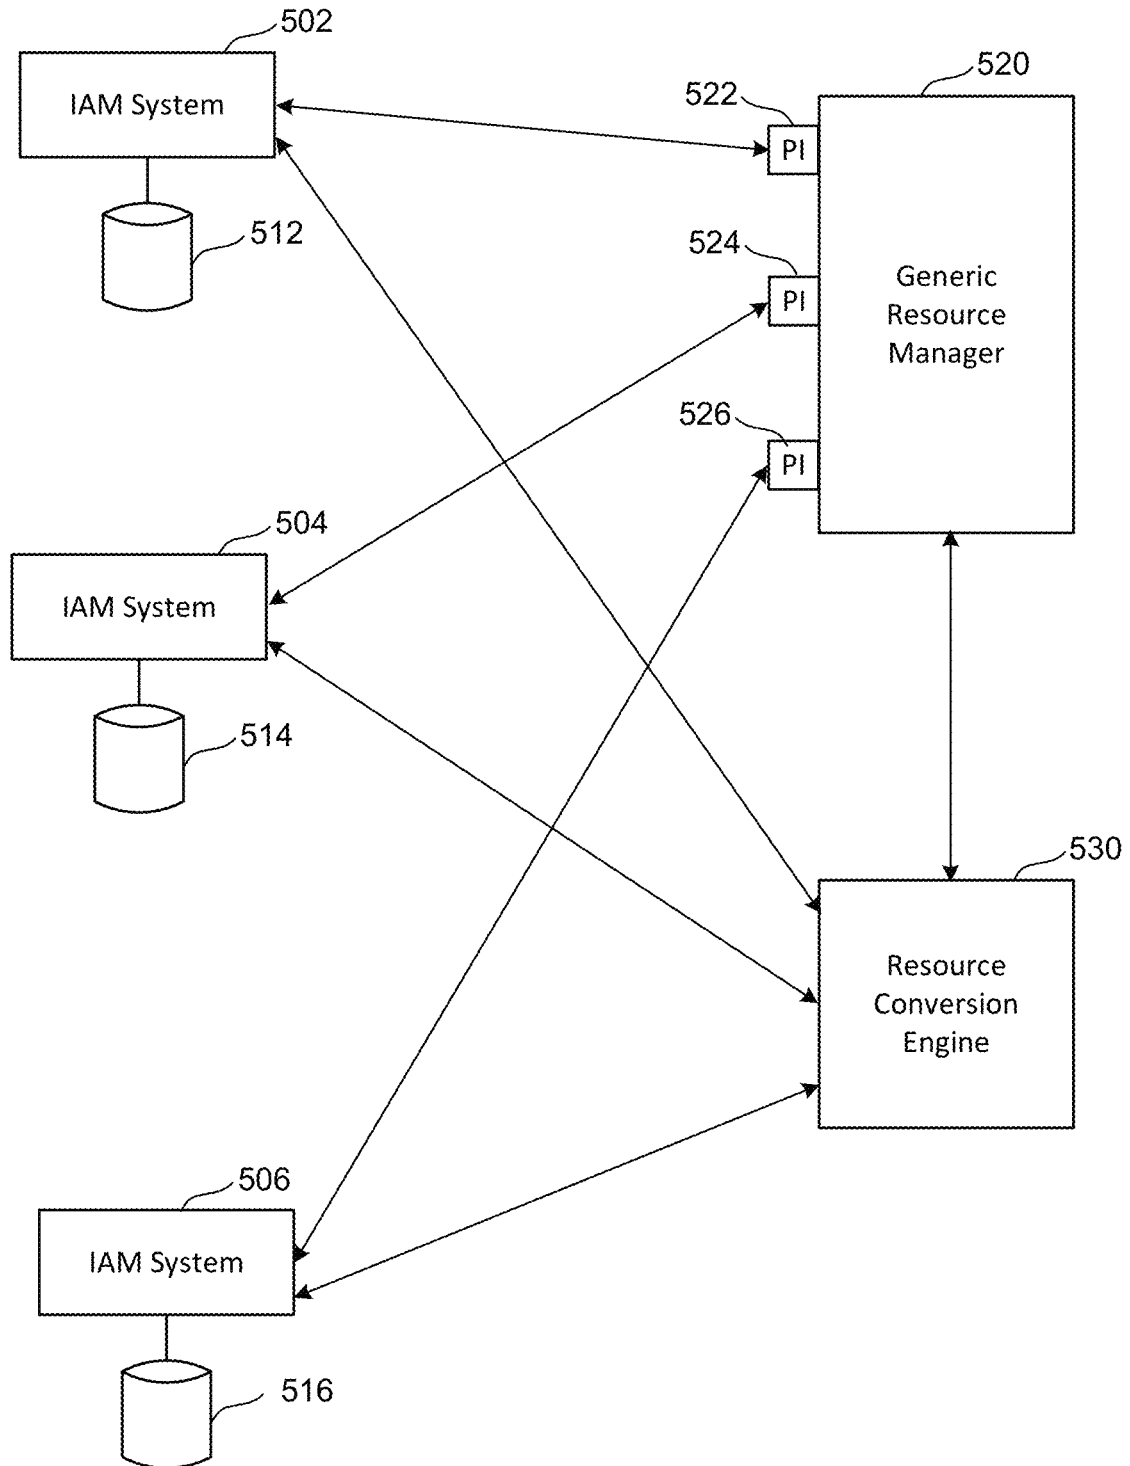 502
IAM System
512
520
522
PI
524
PI
526
PI
Generic
Resource
Manager
504
IAM System
514
530
Resource
Conversion
Engine
506
IAM System
516